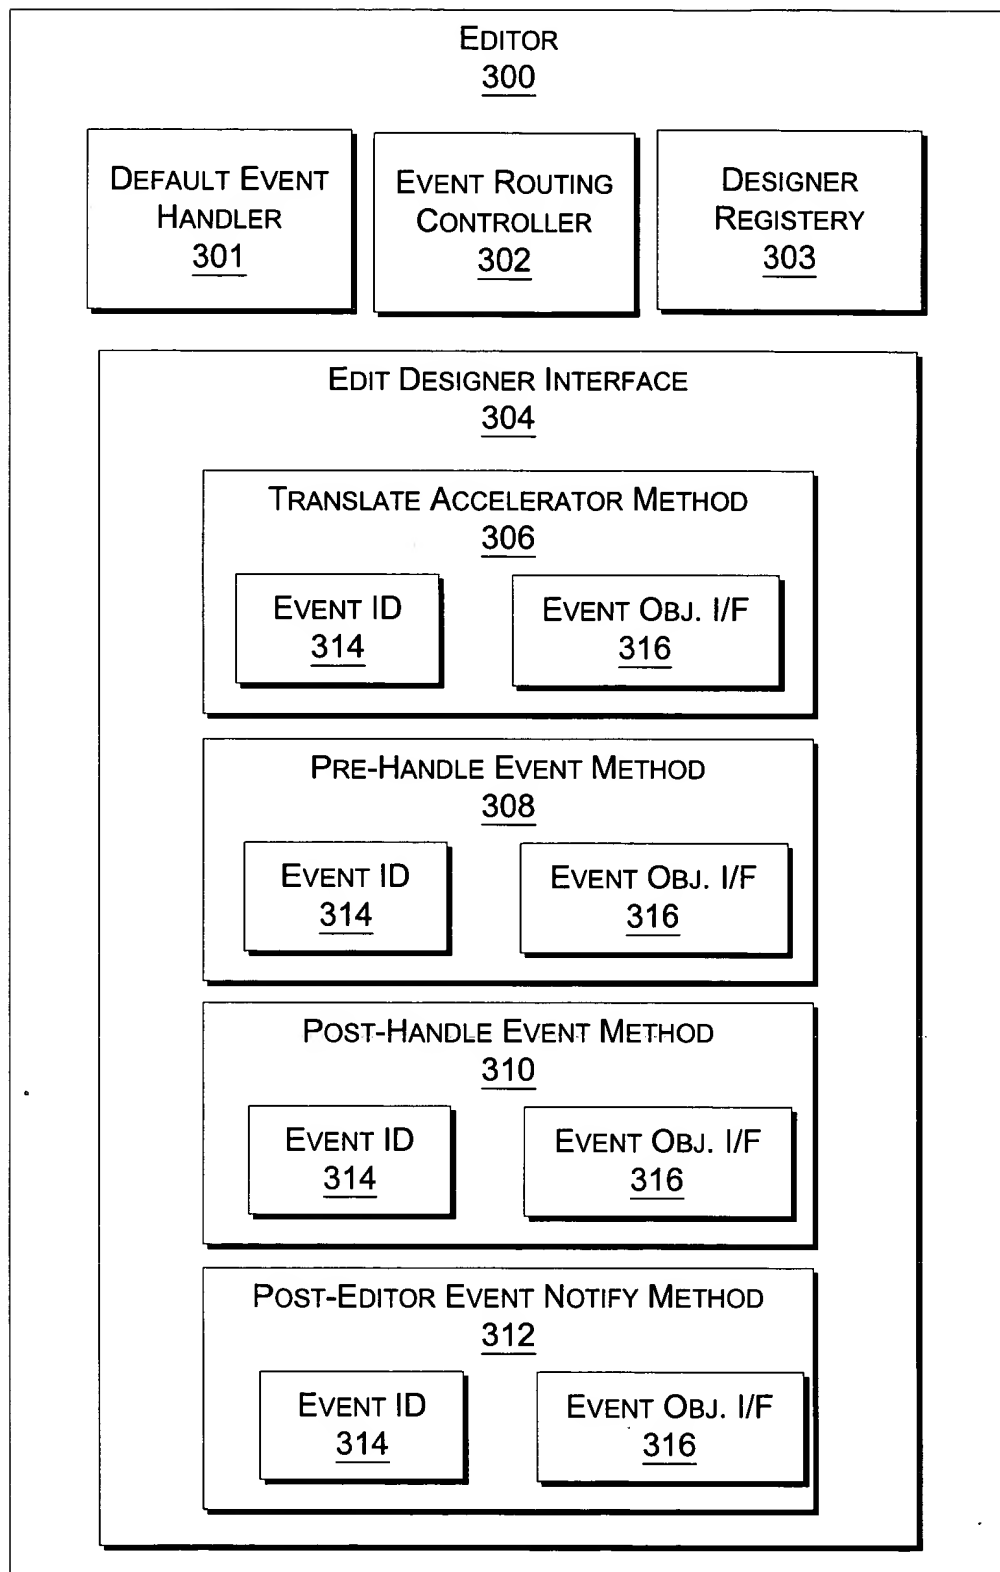 EDITOR
300
DEFAULT EVENT
HANDLER
301
EVENT ROUTING
CONTROLLER
302
DESIGNER
REGISTERY
303
EDIT DESIGNER INTERFACE
304
TRANSLATE ACCELERATOR METHOD
306
EVENT ID
314
EVENT OBJ. I/F
316
PRE-HANDLE EVENT METHOD
308
EVENT ID
314
EVENT OBJ. I/F
316
POST-HANDLE EVENT METHOD
310
EVENT ID
314
EVENT OBJ. I/F
316
POST-EDITOR EVENT NOTIFY METHOD
312
EVENT ID
314
EVENT OBJ. I/F
316